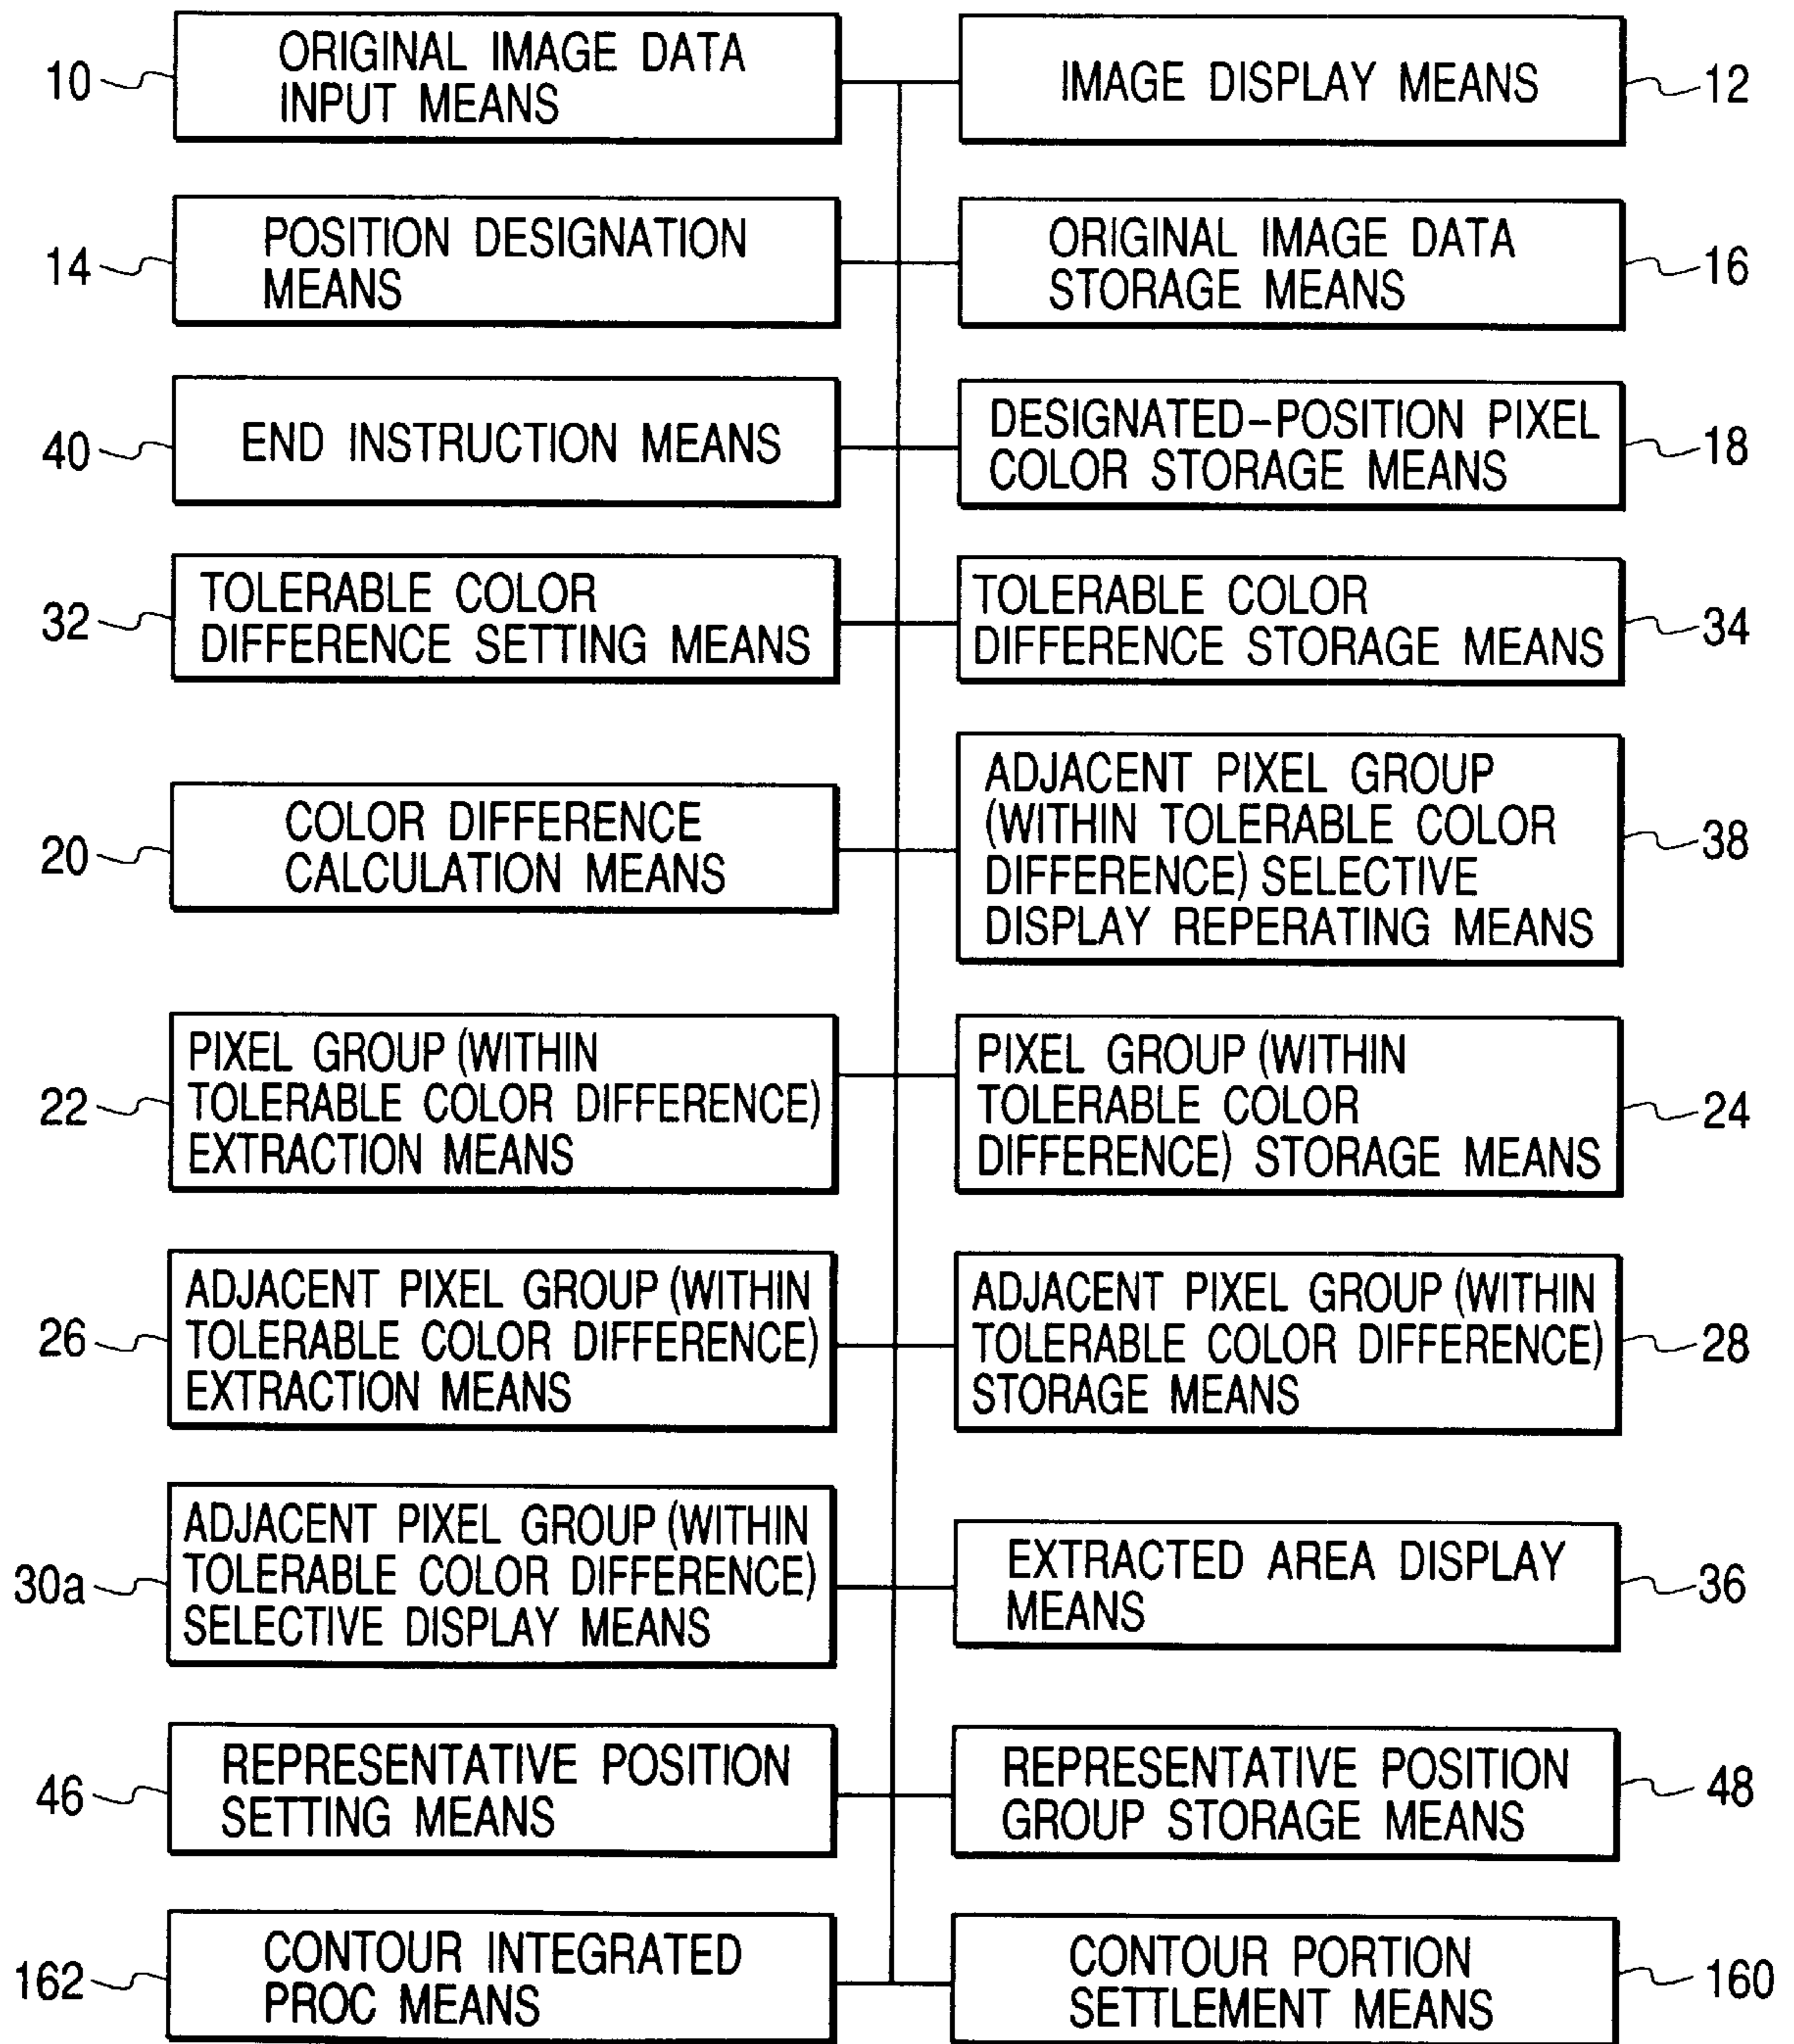 10
ORIGINAL IMAGE DATA
INPUT MEANS
IMAGE DISPLAY MEANS
12
14
POSITION DESIGNATION
MEANS
ORIGINAL IMAGE DATA
STORAGE MEANS
16
40
END INSTRUCTION MEANS
DESIGNATED-POSITION PIXEL
COLOR STORAGE MEANS
18
32
TOLERABLE COLOR
DIFFERENCE SETTING MEANS
TOLERABLE COLOR
DIFFERENCE STORAGE MEANS
34
20
COLOR DIFFERENCE
CALCULATION MEANS
ADJACENT PIXEL GROUP
(WITHIN TOLERABLE COLOR
DIFFERENCE) SELECTIVE
DISPLAY REPERATING MEANS
38
22
PIXEL GROUP (WITHIN
TOLERABLE COLOR DIFFERENCE)
EXTRACTION MEANS
PIXEL GROUP (WITHIN
TOLERABLE COLOR
DIFFERENCE) STORAGE MEANS
24
26
ADJACENT PIXEL GROUP (WITHIN
TOLERABLE COLOR DIFFERENCE)
EXTRACTION MEANS
ADJACENT PIXEL GROUP (WITHIN
TOLERABLE COLOR DIFFERENCE)
STORAGE MEANS
28
30a
ADJACENT PIXEL GROUP (WITHIN
TOLERABLE COLOR DIFFERENCE)
SELECTIVE DISPLAY MEANS
EXTRACTED AREA DISPLAY
MEANS
36
46
REPRESENTATIVE POSITION
SETTING MEANS
REPRESENTATIVE POSITION
GROUP STORAGE MEANS
48
162
CONTOUR INTEGRATED
PROC MEANS
CONTOUR PORTION
SETTLEMENT MEANS
160